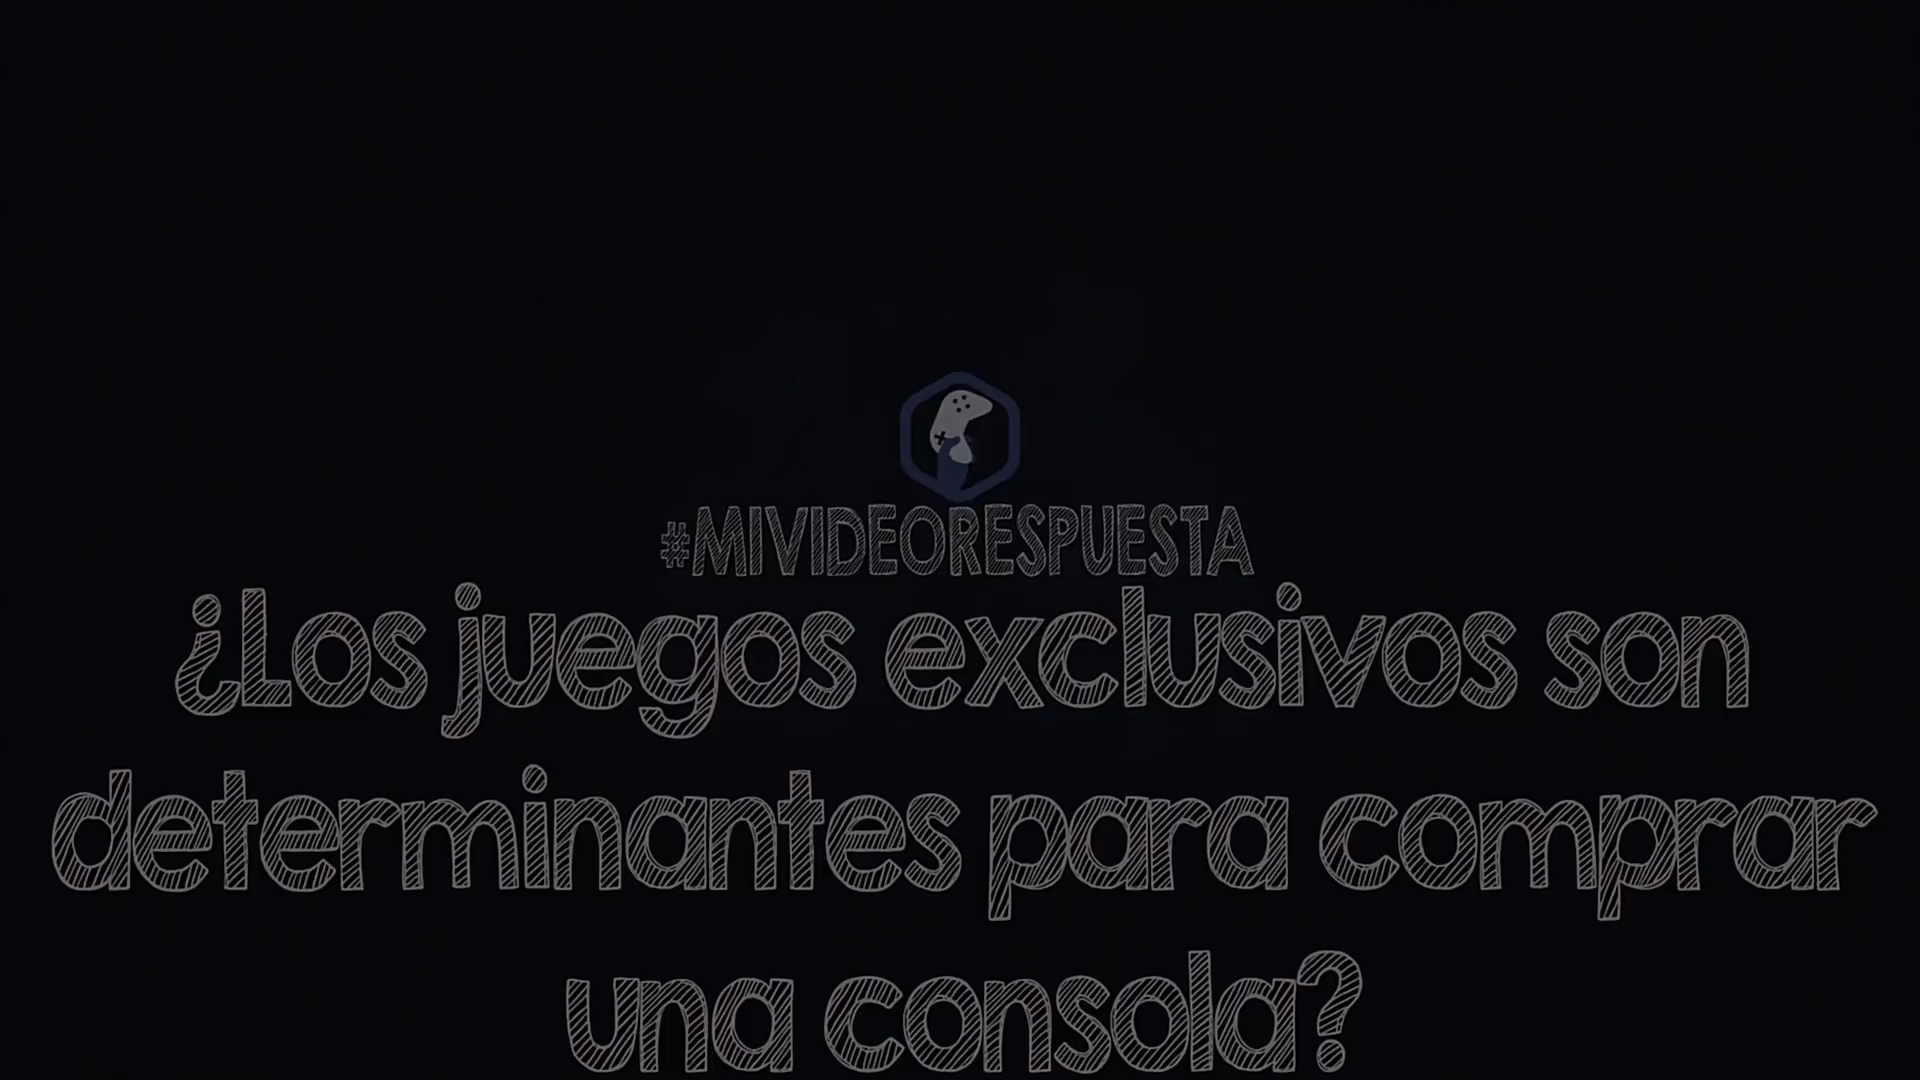 #MIVIDEORESPUESTA
¿Los juegos exclusivos son
determinantes para comprar
una consola?